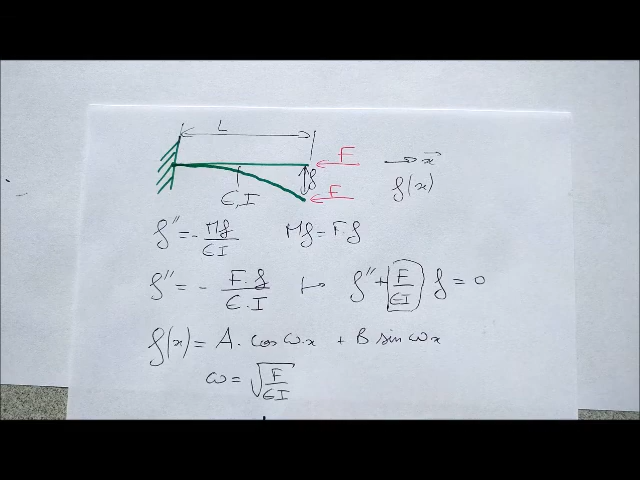 L
F
x⃗
f
F
f(x)
E,I
f'' = - Mf/EI    Mf = F.f
f'' = - F.f/E.I ↦ f'' + (F/EI) f = 0
f(x) = A. cos ω.x + B sin ωx
ω = √F/EI